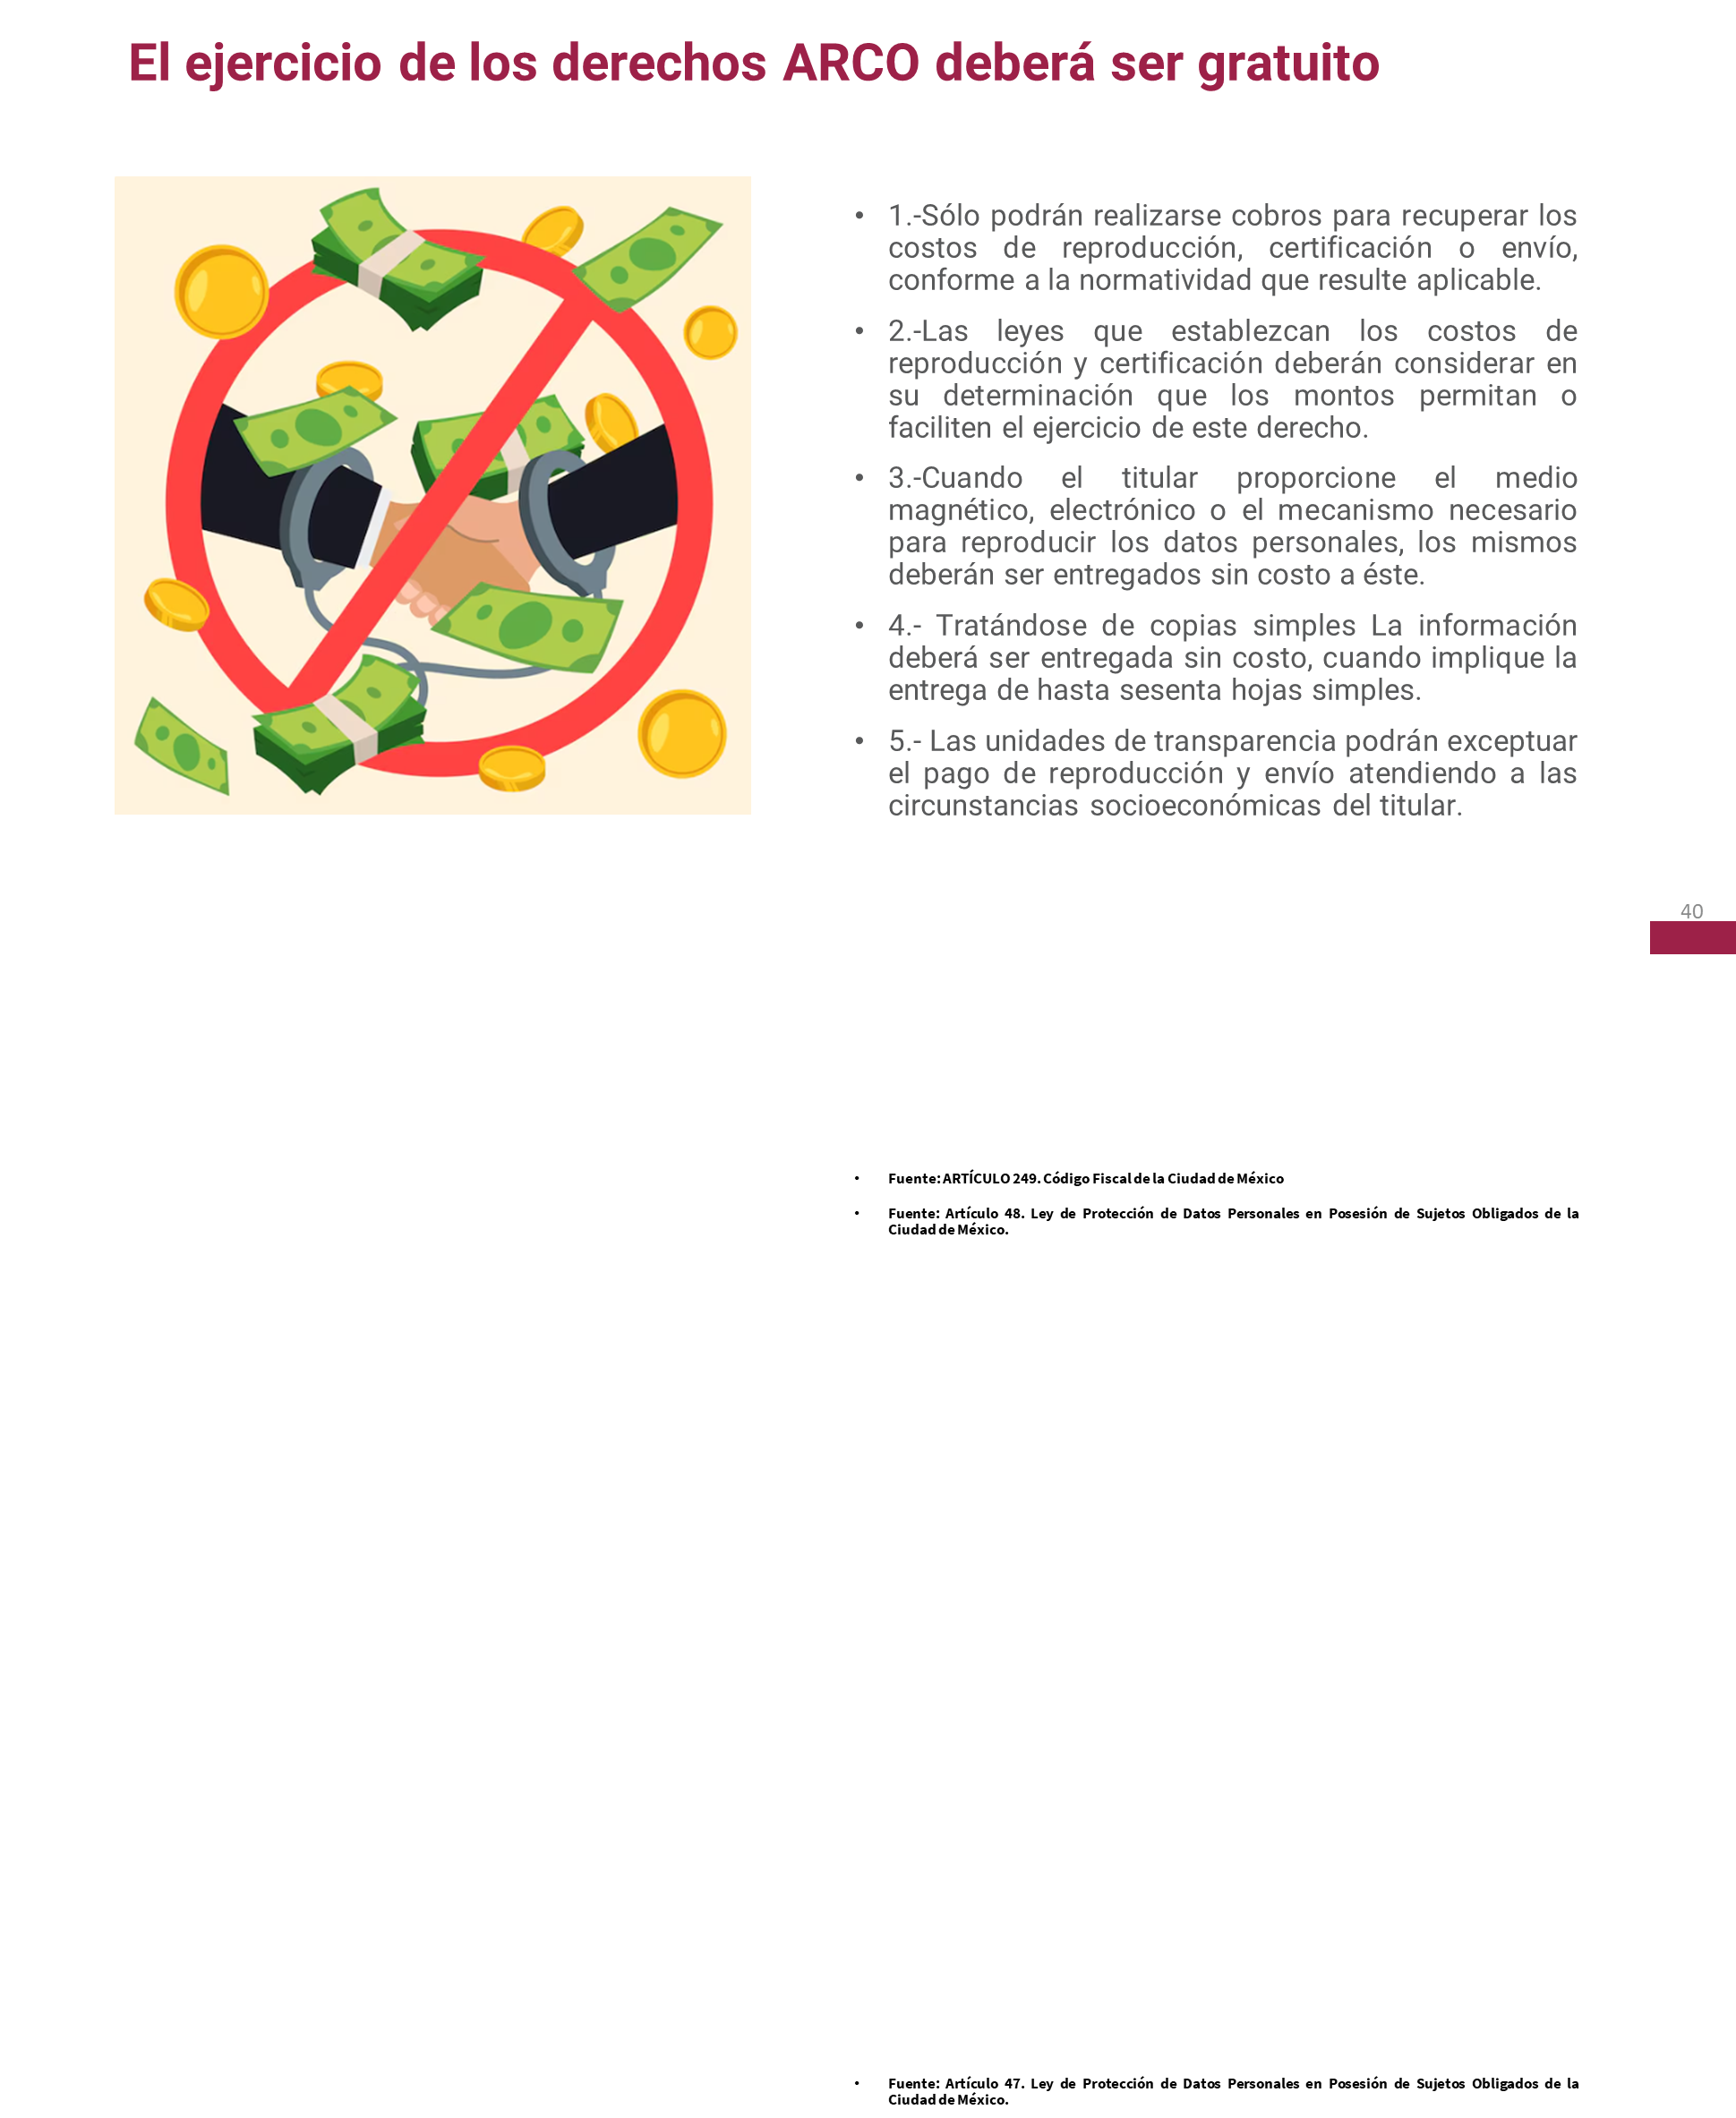 El ejercicio de los derechos ARCO deberá ser gratuito
• 1.-Sólo podrán realizarse cobros para recuperar los
costos de reproducción, certificación o envío,
conforme a la normatividad que resulte aplicable.
• 2.-Las leyes que establezcan los costos de
reproducción y certificación deberán considerar en
su determinación que los montos permitan o
faciliten el ejercicio de este derecho.
• 3.-Cuando el titular proporcione el medio
magnético, electrónico o el mecanismo necesario
para reproducir los datos personales, los mismos
deberán ser entregados sin costo a éste.
• 4.- Tratándose de copias simples La información
deberá ser entregada sin costo, cuando implique la
entrega de hasta sesenta hojas simples.
• 5.- Las unidades de transparencia podrán exceptuar
el pago de reproducción y envío atendiendo a las
circunstancias socioeconómicas del titular.
40
• Fuente: ARTÍCULO 249. Código Fiscal de la Ciudad de México
• Fuente: Artículo 48. Ley de Protección de Datos Personales en Posesión de Sujetos Obligados de la
Ciudad de México.
• Fuente: Artículo 47. Ley de Protección de Datos Personales en Posesión de Sujetos Obligados de la
Ciudad de México.